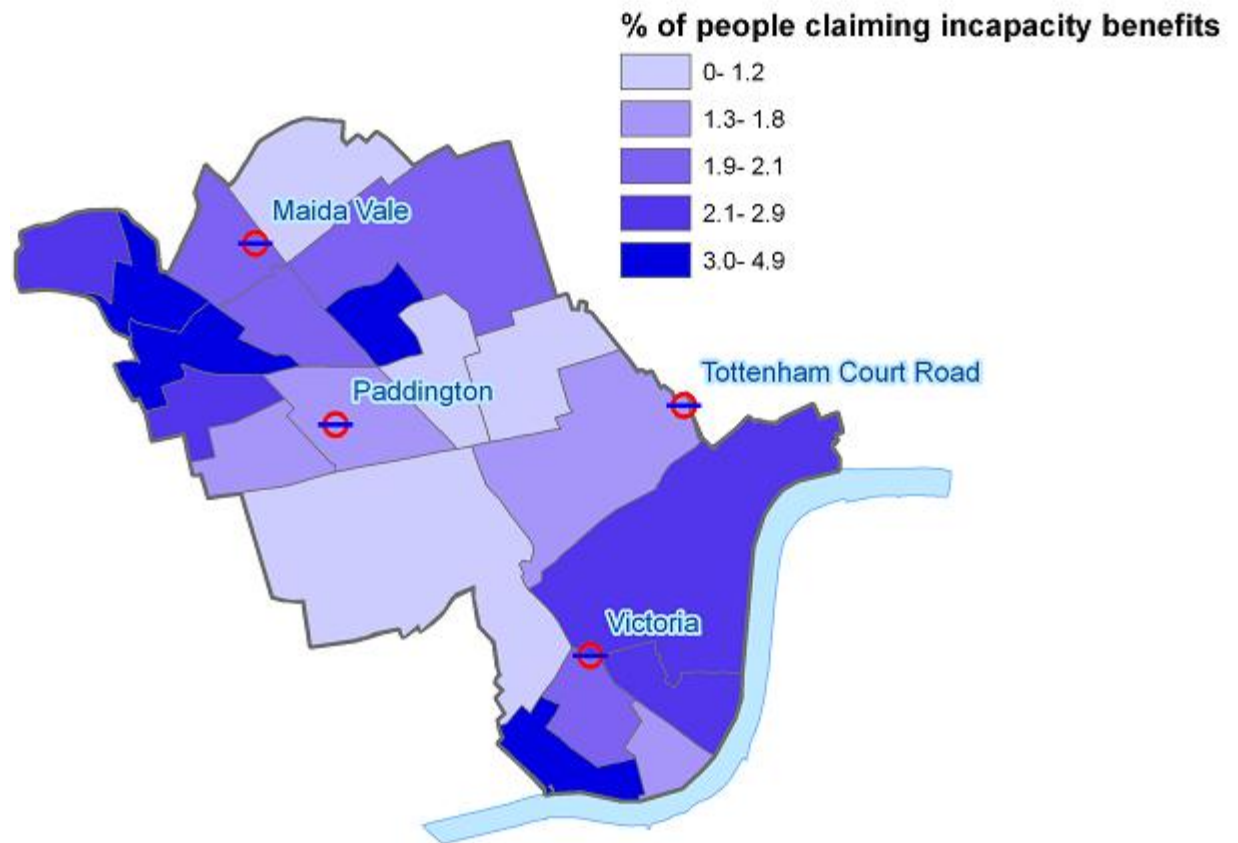 % of people claiming incapacity benefits
0- 1.2
1.3- 1.8
1.9- 2.1
2.1- 2.9
3.0- 4.9
Maida Vale
Paddington
Tottenham Court Road
Victoria